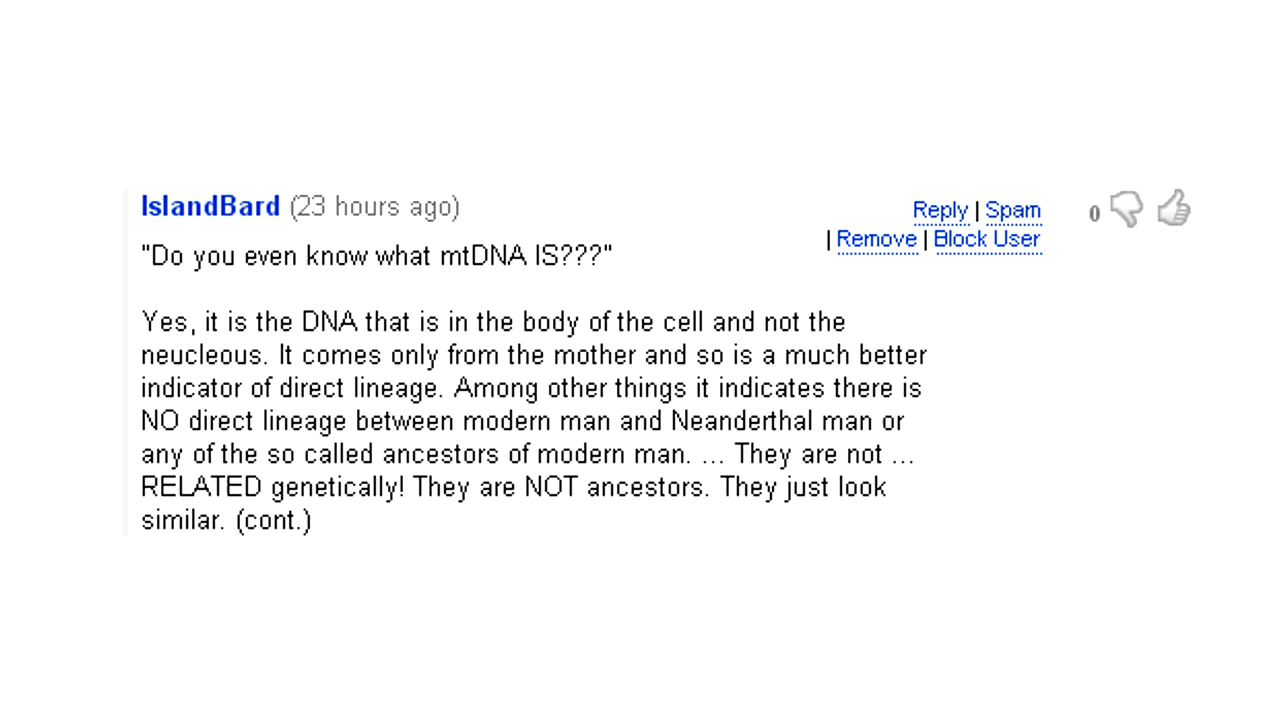 IslandBard (23 hours ago)
Reply | Spam
| Remove | Block User
0
"Do you even know what mtDNA IS???"
Yes, it is the DNA that is in the body of the cell and not the
neucleous. It comes only from the mother and so is a much better
indicator of direct lineage. Among other things it indicates there is
NO direct lineage between modern man and Neanderthal man or
any of the so called ancestors of modern man. ... They are not ...
RELATED genetically! They are NOT ancestors. They just look
similar. (cont.)